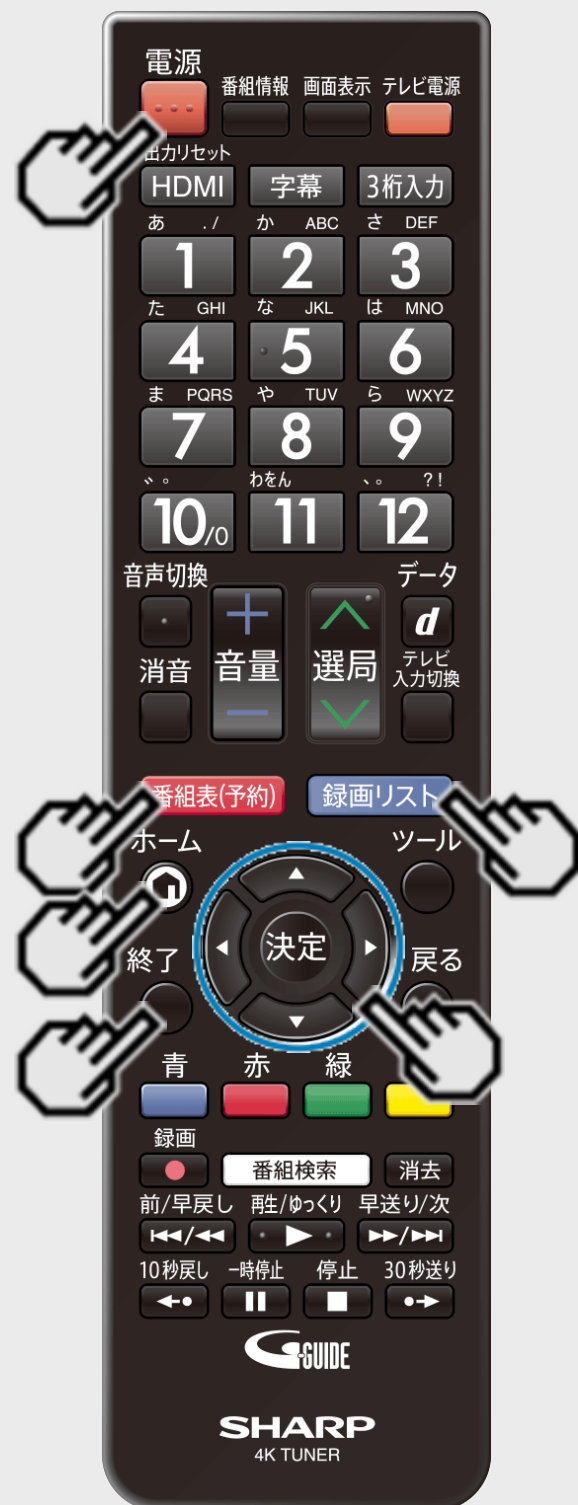 電源
番組情報 画面表示 テレビ電源
出力リセット
HDMI 字幕 3桁入力
あ ./ か ABC さ DEF
1 2 3
た GHI な JKL は MNO
4 5 6
ま PQRS や TUV ら WXYZ
7 8 9
゛゜ わをん 、。 ?!
10/0 11 12
音声切換 データ
+ d
消音 音量 選局 テレビ
入力切換
−
番組表(予約) 録画リスト
ホーム ツール
決定
終了 戻る
青 赤 緑
録画
番組検索 消去
前/早戻し 再生/ゆっくり 早送り/次
10秒戻し 一時停止 停止 30秒送り
G-GUIDE
SHARP
4K TUNER